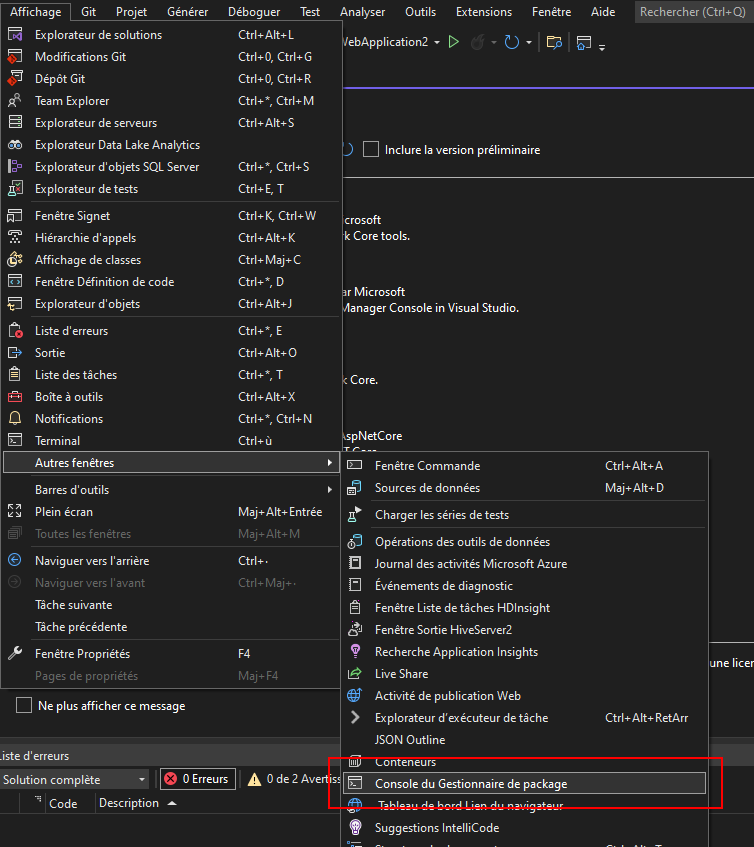 Affichage Git Projet Générer Déboguer Test Analyser Outils Extensions Fenêtre Aide Rechercher (Ctrl+Q)
Explorateur de solutions Ctrl+Alt+L
WebApplication2
Modifications Git Ctrl+0, Ctrl+G
Dépôt Git Ctrl+0, Ctrl+R
Team Explorer Ctrl+*, Ctrl+M
Explorateur de serveurs Ctrl+Alt+S
Explorateur Data Lake Analytics
Inclure la version préliminaire
Explorateur d'objets SQL Server Ctrl+*, Ctrl+S
Explorateur de tests Ctrl+E, T
Fenêtre Signet Ctrl+K, Ctrl+W
crosoft
Hiérarchie d'appels Ctrl+Alt+K
k Core tools.
Affichage de classes Ctrl+Maj+C
Fenêtre Définition de code Ctrl+*, D
ar Microsoft
Explorateur d'objets Ctrl+Alt+J
Manager Console in Visual Studio.
Liste d'erreurs Ctrl+*, E
Sortie Ctrl+Alt+O
Liste des tâches Ctrl+*, T
k Core.
Boîte à outils Ctrl+Alt+X
Notifications Ctrl+*, Ctrl+N
Terminal Ctrl+ù
AspNetCore
Autres fenêtres
Barres d'outils
Plein écran Maj+Alt+Entrée
Toutes les fenêtres Maj+Alt+M
Naviguer vers l'arrière Ctrl+·
Naviguer vers l'avant Ctrl+Maj+·
Tâche suivante
Tâche précédente
Fenêtre Propriétés F4
Pages de propriétés Maj+F4
Fenêtre Commande Ctrl+Alt+A
Sources de données Maj+Alt+D
Charger les séries de tests
Opérations des outils de données
Journal des activités Microsoft Azure
Événements de diagnostic
Fenêtre Liste de tâches HDInsight
Fenêtre Sortie HiveServer2
Recherche Application Insights
une licen
Live Share
Activité de publication Web
Explorateur d'exécuteur de tâche Ctrl+Alt+RetArr
JSON Outline
Conteneurs
Console du Gestionnaire de package
Tableau de bord Lien du navigateur
Suggestions IntelliCode
Ne plus afficher ce message
Liste d'erreurs
Solution complète 0 Erreurs 0 de 2 Avertiss
Code Description